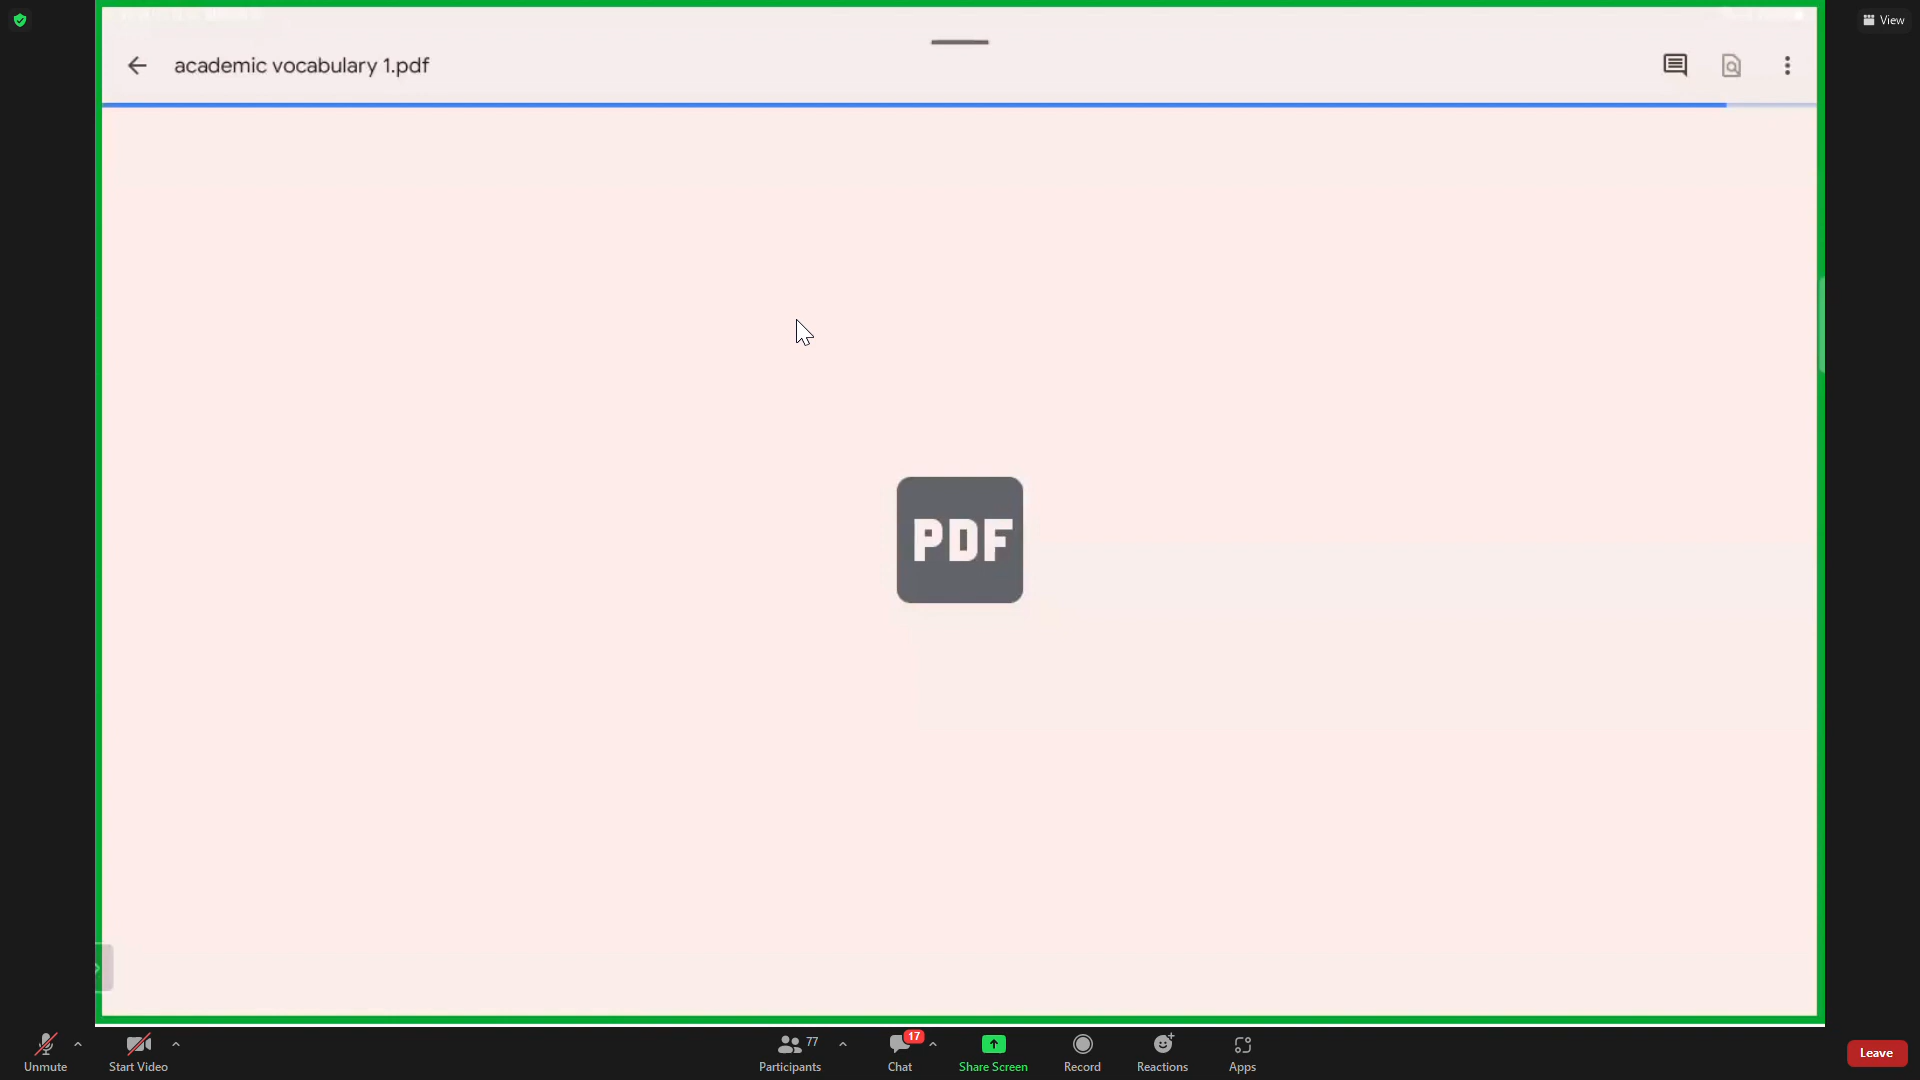 View
academic vocabulary 1.pdf
PDF
77
17
Unmute
Start Video
Participants
Chat
Share Screen
Record
Reactions
Apps
Leave